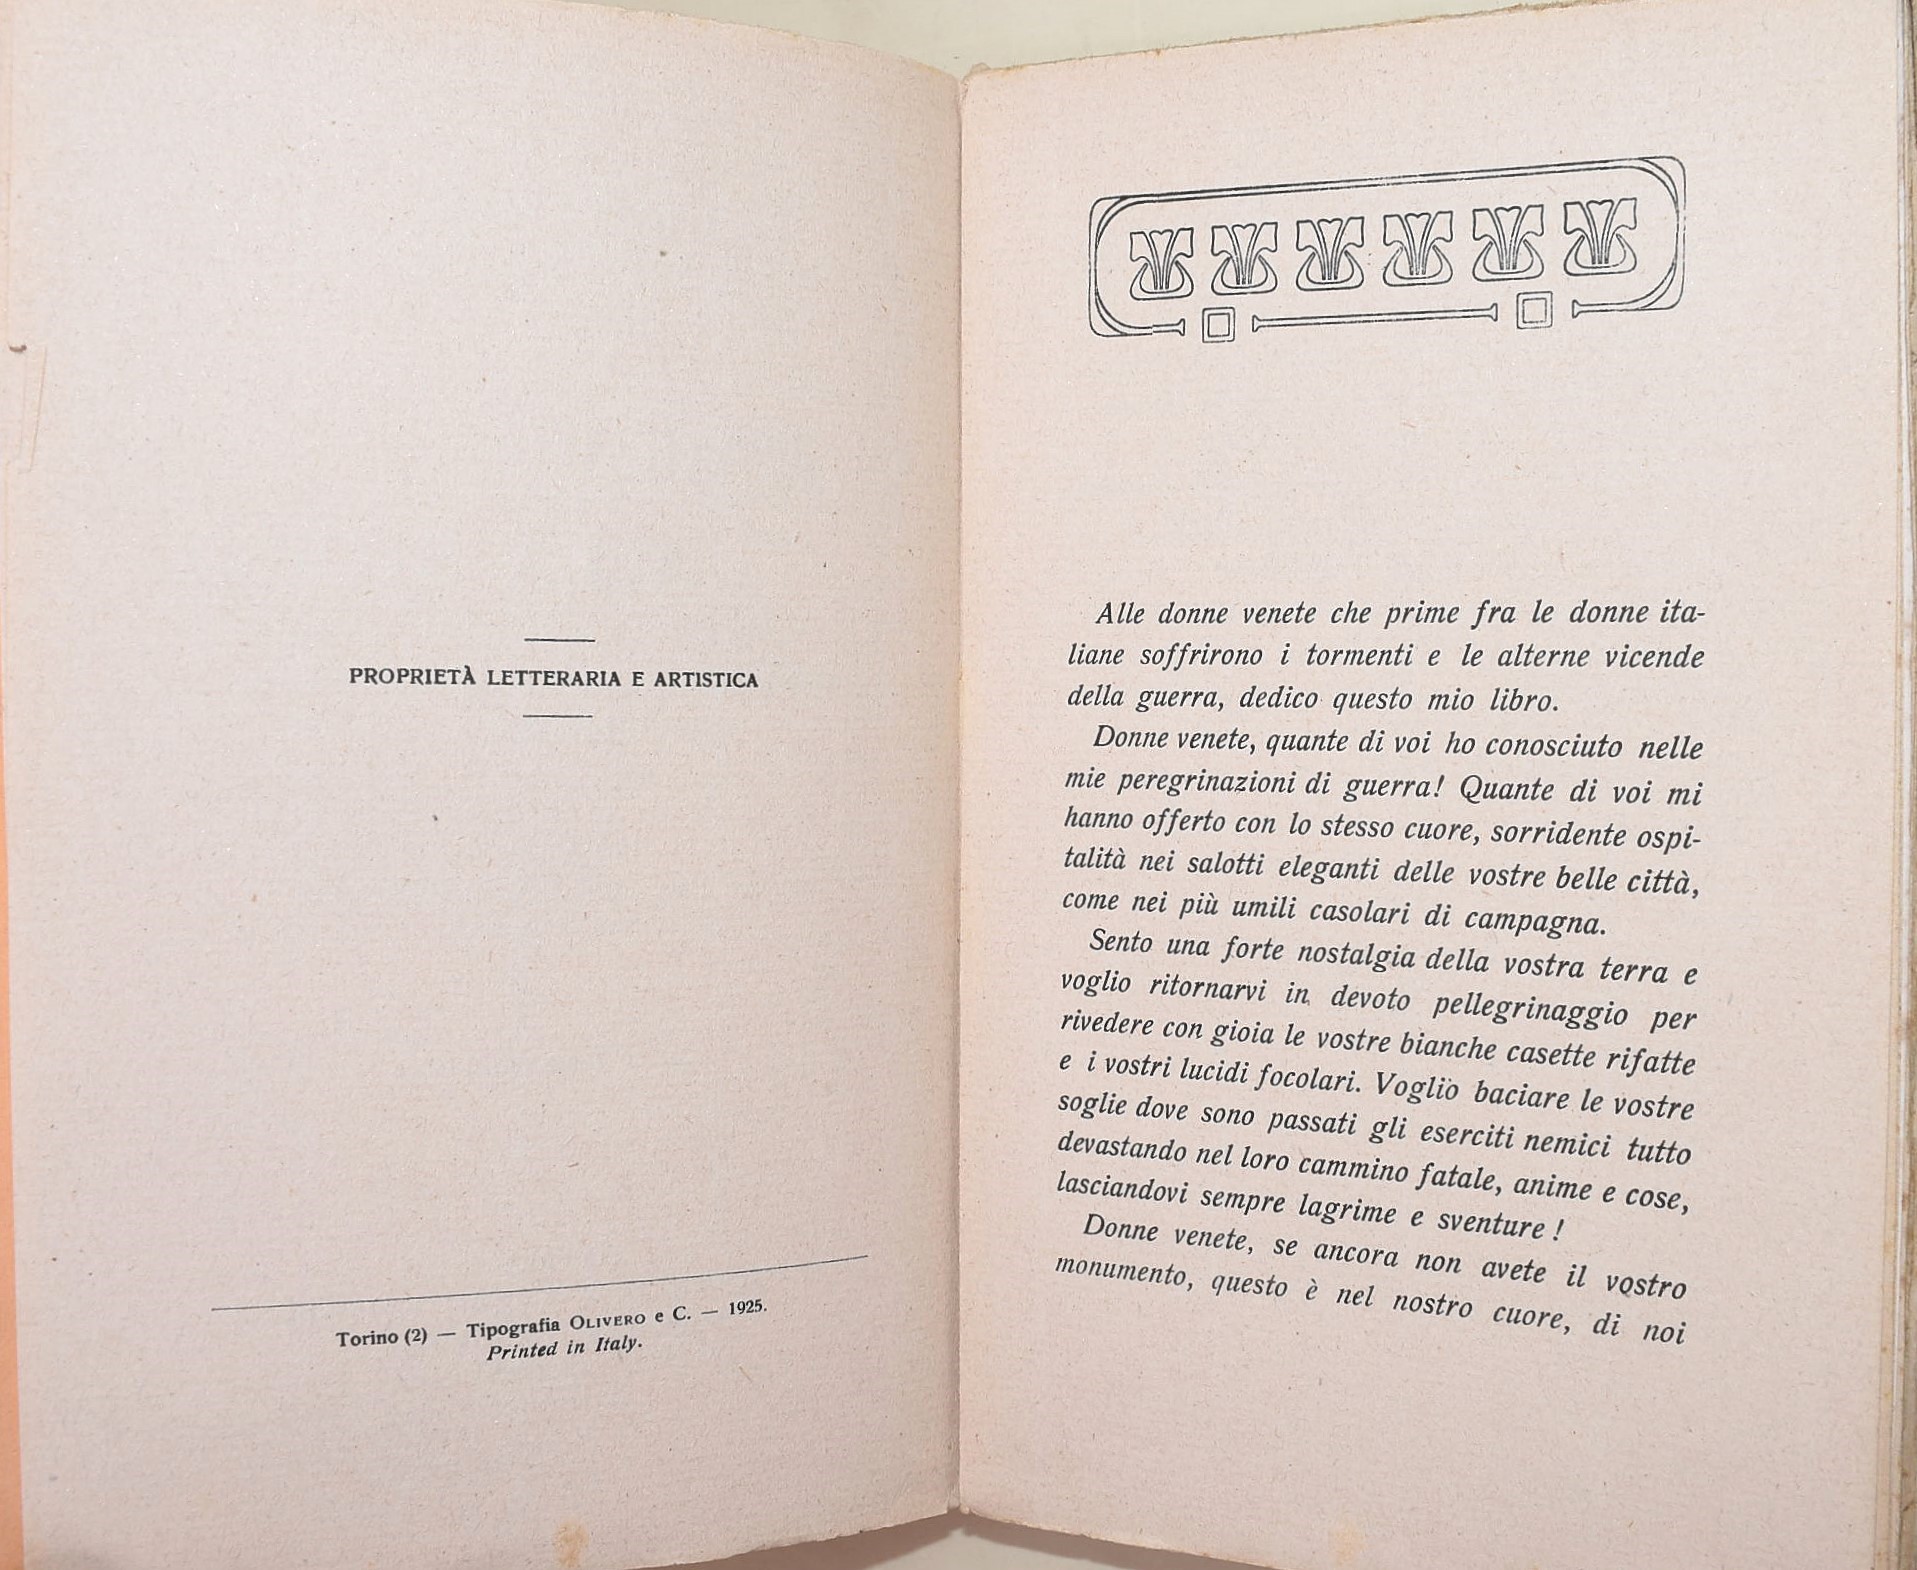 PROPRIETÀ LETTERARIA E ARTISTICA
Torino (2) — Tipografia OLIVERO e C. — 1925.
Printed in Italy.
Alle donne venete che prime fra le donne ita-
liane soffrirono i tormenti e le alterne vicende
della guerra, dedico questo mio libro.
Donne venete, quante di voi ho conosciuto nelle
mie peregrinazioni di guerra! Quante di voi mi
hanno offerto con lo stesso cuore, sorridente ospi-
talità nei salotti eleganti delle vostre belle città,
come nei più umili casolari di campagna.
Sento una forte nostalgia della vostra terra e
voglio ritornarvi in devoto pellegrinaggio per
rivedere con gioia le vostre bianche casette rifatte
e i vostri lucidi focolari. Voglio baciare le vostre
soglie dove sono passati gli eserciti nemici tutto
devastando nel loro cammino fatale, anime e cose,
lasciandovi sempre lagrime e sventure !
Donne venete, se ancora non avete il vostro
monumento, questo è nel nostro cuore, di noi